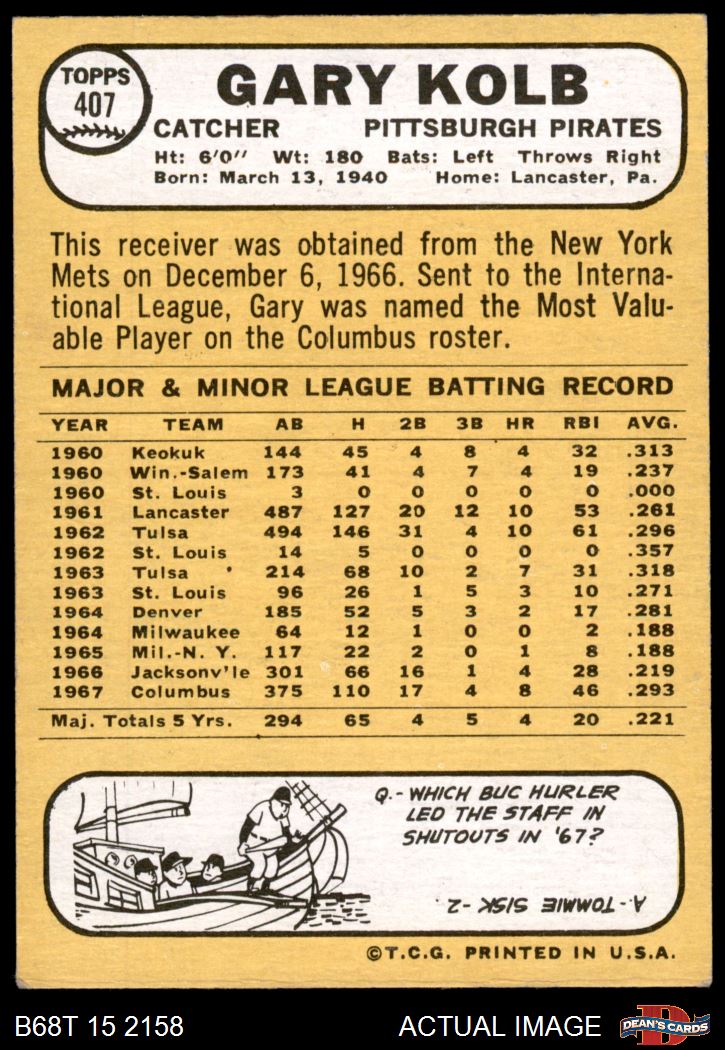 TOPPS
407
GARY KOLB
CATCHER PITTSBURGH PIRATES
Ht: 6'0" Wt: 180 Bats: Left Throws Right
Born: March 13, 1940 Home: Lancaster, Pa.
This receiver was obtained from the New York
Mets on December 6, 1966. Sent to the Interna-
tional League, Gary was named the Most Valu-
able Player on the Columbus roster.
MAJOR & MINOR LEAGUE BATTING RECORD
YEAR TEAM AB H 2B 3B HR RBI AVG.
1960 Keokuk 144 45 4 8 4 32 .313
1960 Win.-Salem 173 41 4 7 4 19 .237
1960 St. Louis 3 0 0 0 0 0 .000
1961 Lancaster 487 127 20 12 10 53 .261
1962 Tulsa 494 146 31 4 10 61 .296
1962 St. Louis 14 5 0 0 0 0 .357
1963 Tulsa 214 68 10 2 7 31 .318
1963 St. Louis 96 26 1 5 3 10 .271
1964 Denver 185 52 5 3 2 17 .281
1964 Milwaukee 64 12 1 0 0 2 .188
1965 Mil.-N. Y. 117 22 2 0 1 8 .188
1966 Jacksonv'le 301 66 16 1 4 28 .219
1967 Columbus 375 110 17 4 8 46 .293
Maj. Totals 5 Yrs. 294 65 4 5 4 20 .221
Q.- WHICH BUC HURLER
LED THE STAFF IN
SHUTOUTS IN '67?
A- TOMMIE SISK -2.
©T.C.G. PRINTED IN U.S.A.
B68T 15 2158 ACTUAL IMAGE
D
DEAN'S CARDS